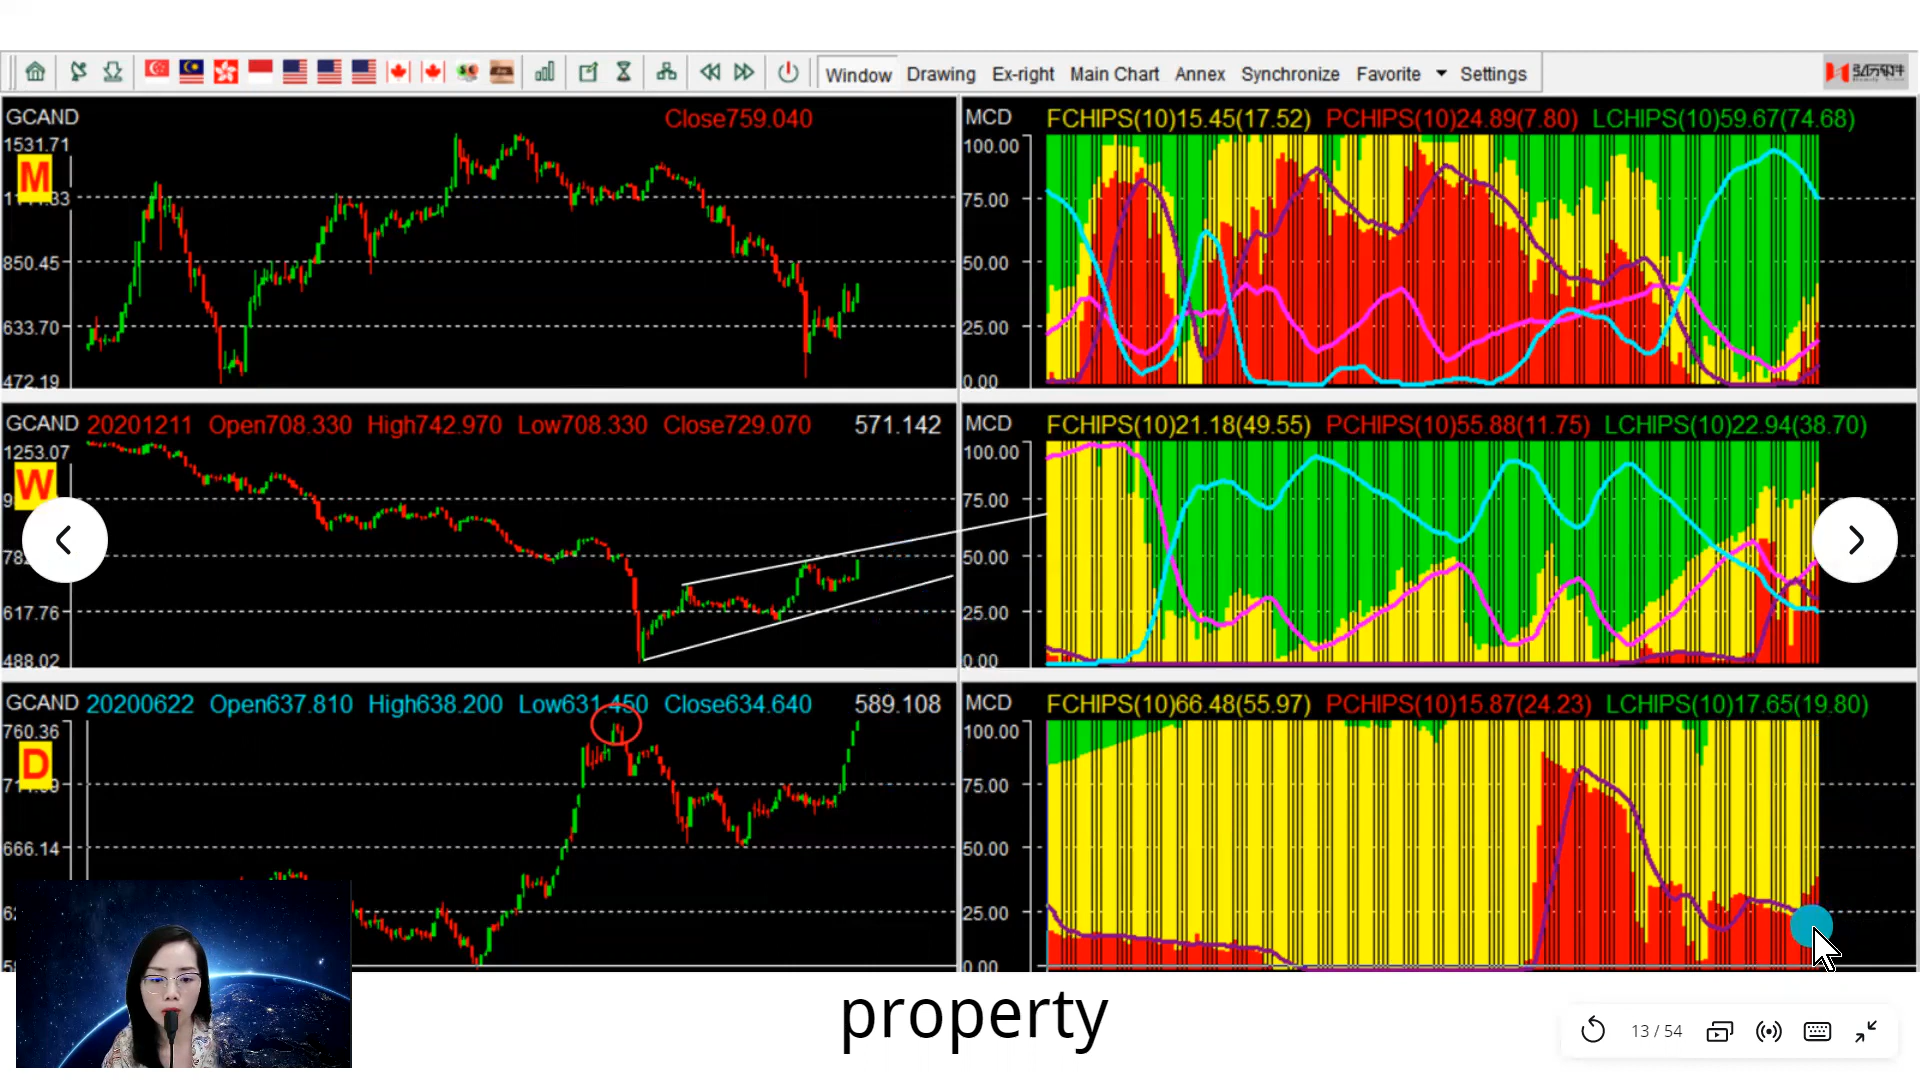 Window Drawing Ex-right Main Chart Annex Synchronize Favorite Settings
GCAND Close759.040
1531.71
M
850.45
633.70
472.19
MCD FCHIPS(10)15.45(17.52) PCHIPS(10)24.89(7.80) LCHIPS(10)59.67(74.68)
100.00
75.00
50.00
25.00
0.00
GCAND 20201211 Open708.330 High742.970 Low708.330 Close729.070 571.142
1253.07
W
617.76
488.02
MCD FCHIPS(10)21.18(49.55) PCHIPS(10)55.88(11.75) LCHIPS(10)22.94(38.70)
100.00
75.00
50.00
25.00
0.00
GCAND 20200622 Open637.810 High638.200 Low631.450 Close634.640 589.108
760.36
D
666.14
MCD FCHIPS(10)66.48(55.97) PCHIPS(10)15.87(24.23) LCHIPS(10)17.65(19.80)
100.00
75.00
50.00
25.00
0.00
property
13 / 54